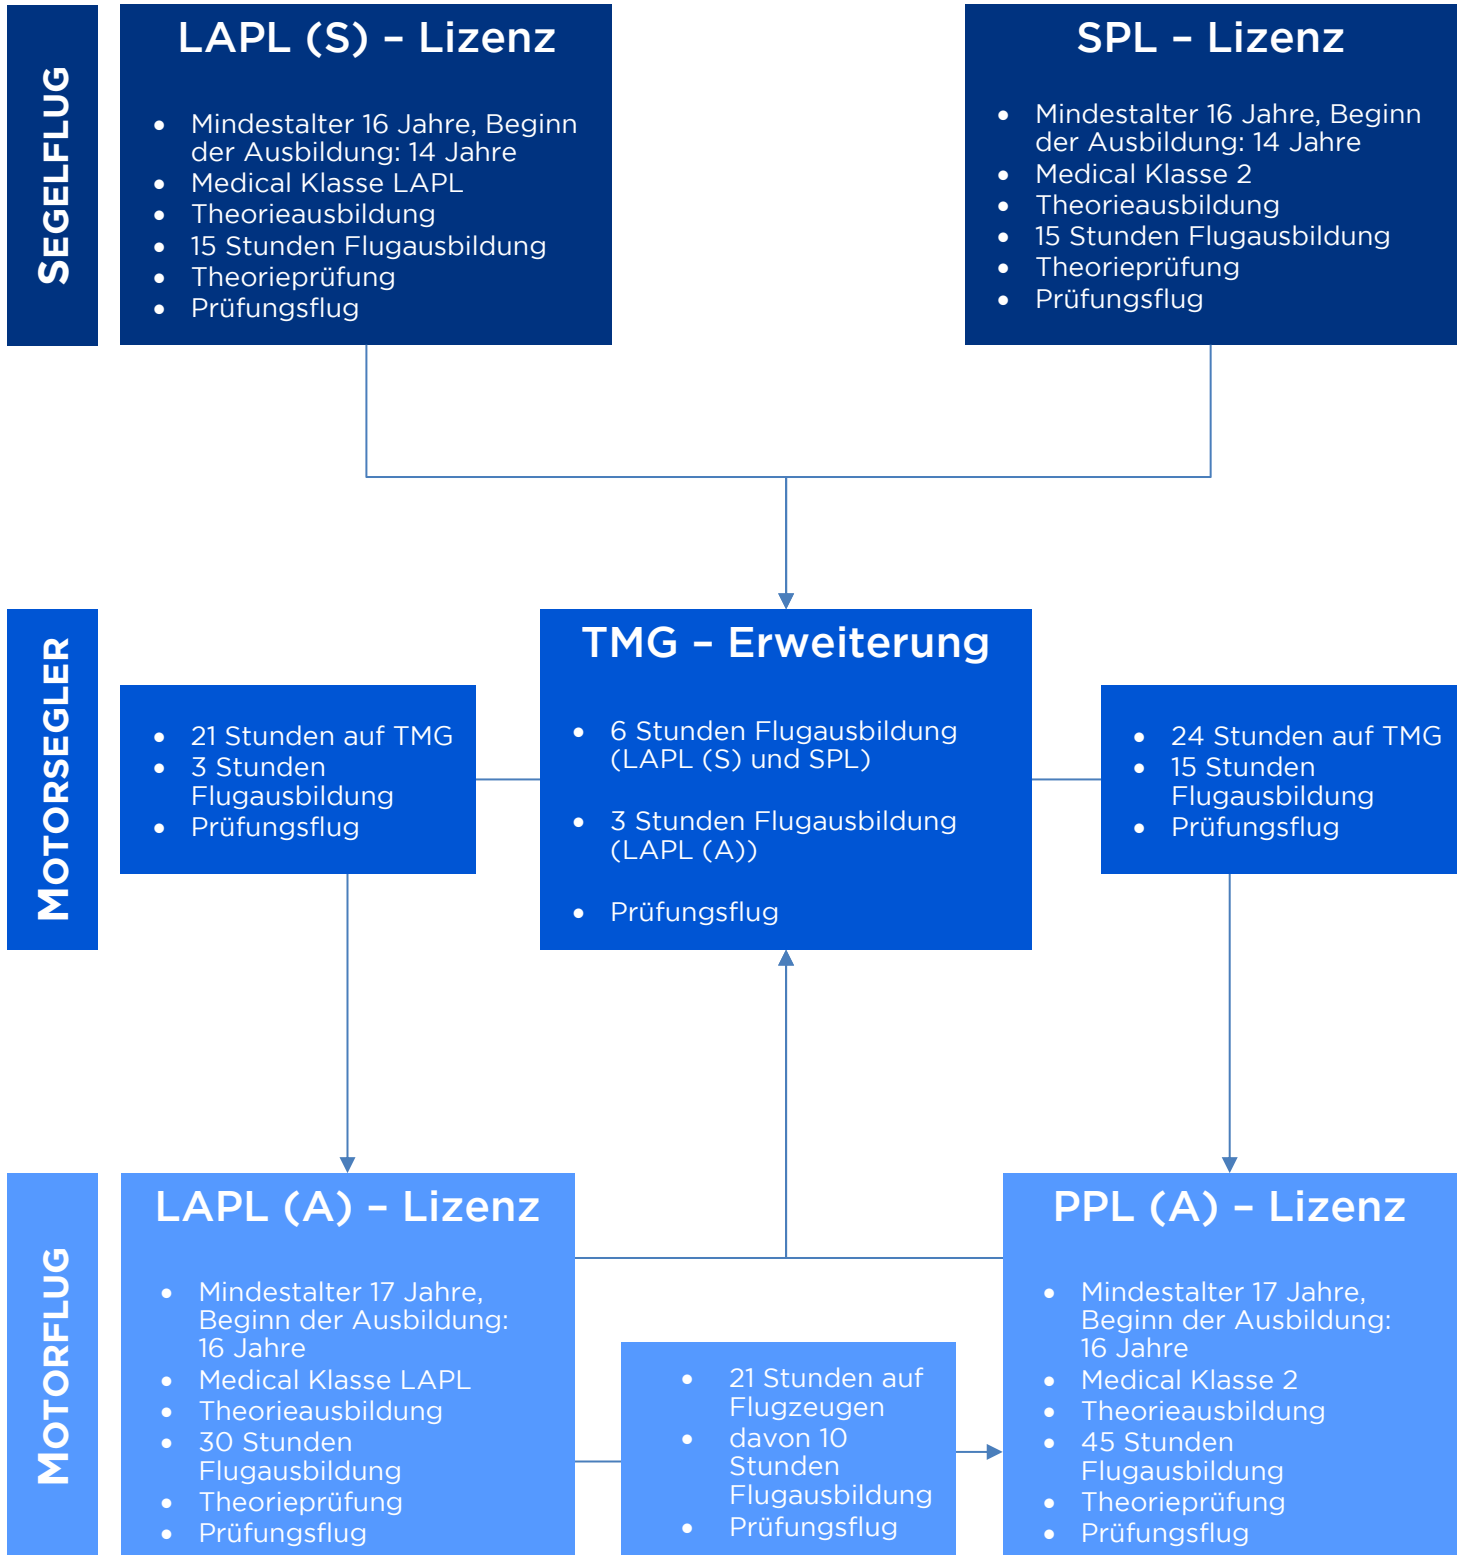 SEGELFLUG
LAPL (S) – Lizenz
• Mindestalter 16 Jahre, Beginn
der Ausbildung: 14 Jahre
• Medical Klasse LAPL
• Theorieausbildung
• 15 Stunden Flugausbildung
• Theorieprüfung
• Prüfungsflug
SPL – Lizenz
• Mindestalter 16 Jahre, Beginn
der Ausbildung: 14 Jahre
• Medical Klasse 2
• Theorieausbildung
• 15 Stunden Flugausbildung
• Theorieprüfung
• Prüfungsflug
MOTORSEGLER
• 21 Stunden auf TMG
• 3 Stunden
Flugausbildung
• Prüfungsflug
TMG – Erweiterung
• 6 Stunden Flugausbildung
(LAPL (S) und SPL)
• 3 Stunden Flugausbildung
(LAPL (A))
• Prüfungsflug
• 24 Stunden auf TMG
• 15 Stunden
Flugausbildung
• Prüfungsflug
MOTORFLUG
LAPL (A) – Lizenz
• Mindestalter 17 Jahre,
Beginn der Ausbildung:
16 Jahre
• Medical Klasse LAPL
• Theorieausbildung
• 30 Stunden
Flugausbildung
• Theorieprüfung
• Prüfungsflug
• 21 Stunden auf
Flugzeugen
• davon 10
Stunden
Flugausbildung
• Prüfungsflug
PPL (A) – Lizenz
• Mindestalter 17 Jahre,
Beginn der Ausbildung:
16 Jahre
• Medical Klasse 2
• Theorieausbildung
• 45 Stunden
Flugausbildung
• Theorieprüfung
• Prüfungsflug